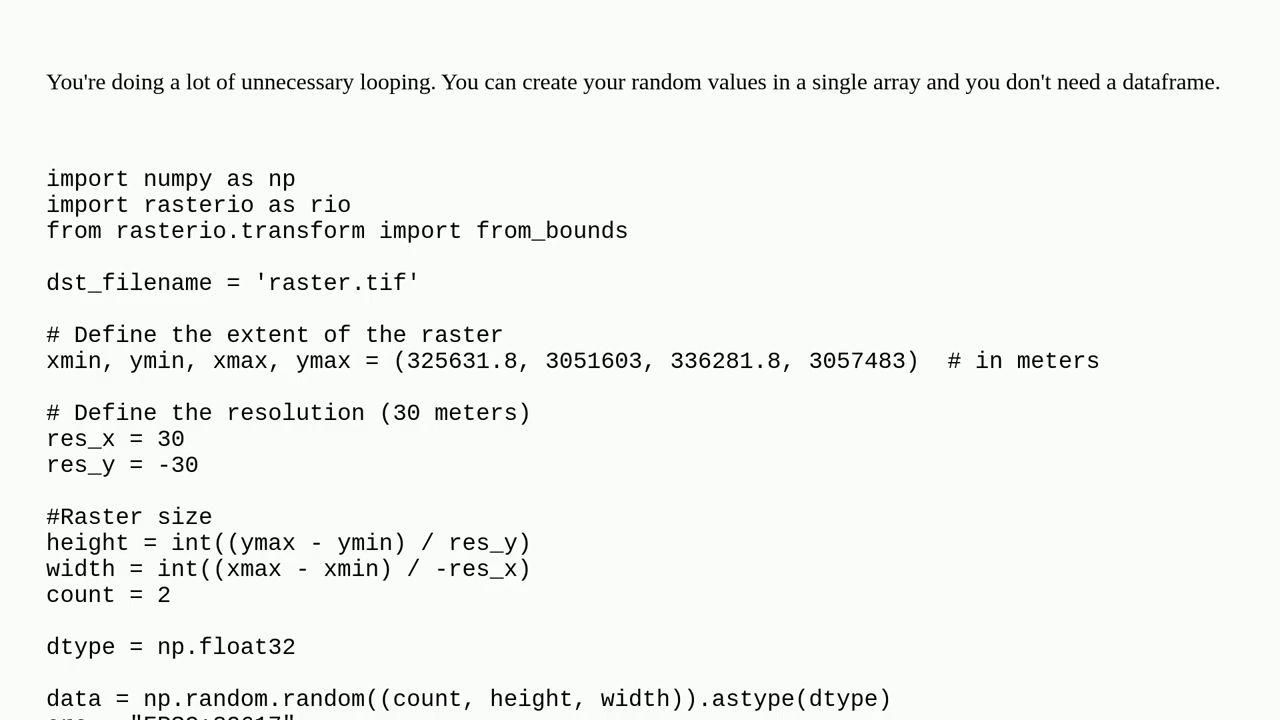 You're doing a lot of unnecessary looping. You can create your random values in a single array and you don't need a dataframe.
import numpy as np
import rasterio as rio
from rasterio.transform import from_bounds
dst_filename = 'raster.tif'
# Define the extent of the raster
xmin, ymin, xmax, ymax = (325631.8, 3051603, 336281.8, 3057483)  # in meters
# Define the resolution (30 meters)
res_x = 30
res_y = -30
#Raster size
height = int((ymax - ymin) / res_y)
width = int((xmax - xmin) / -res_x)
count = 2
dtype = np.float32
data = np.random.random((count, height, width)).astype(dtype)